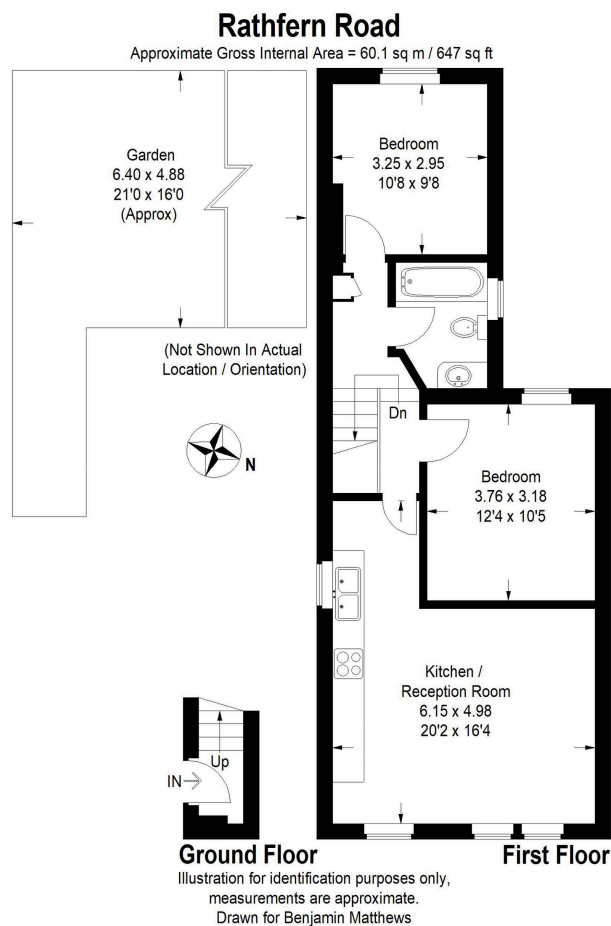 Rathfern Road
Approximate Gross Internal Area = 60.1 sq m / 647 sq ft
Garden
6.40 x 4.88
21'0 x 16'0
(Approx)
(Not Shown In Actual
Location / Orientation)
N
Bedroom
3.25 x 2.95
10'8 x 9'8
Dn
Bedroom
3.76 x 3.18
12'4 x 10'5
Kitchen /
Reception Room
6.15 x 4.98
20'2 x 16'4
Up
IN
Ground Floor
First Floor
Illustration for identification purposes only,
measurements are approximate.
Drawn for Benjamin Matthews